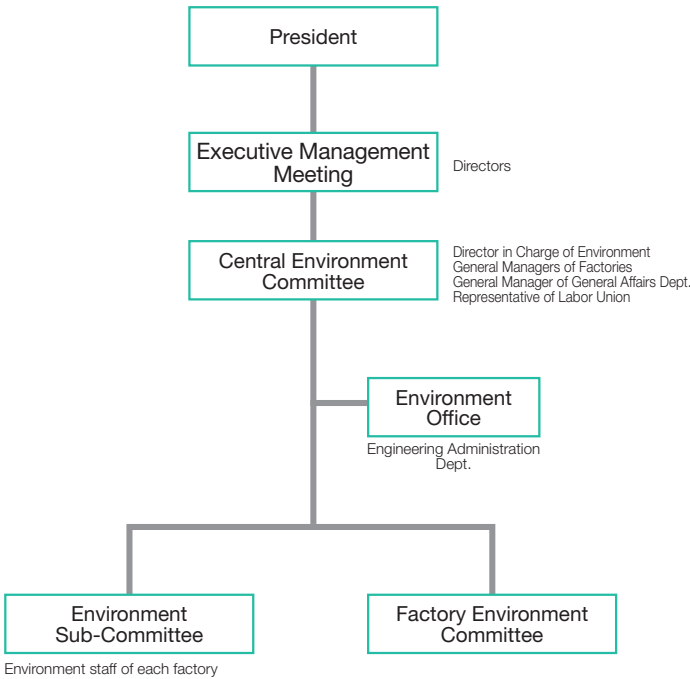 President
Executive Management
Meeting
Directors
Central Environment
Committee
Director in Charge of Environment
General Managers of Factories
General Manager of General Affairs Dept.
Representative of Labor Union
Environment
Office
Engineering Administration
Dept.
Environment
Sub-Committee
Environment staff of each factory
Factory Environment
Committee